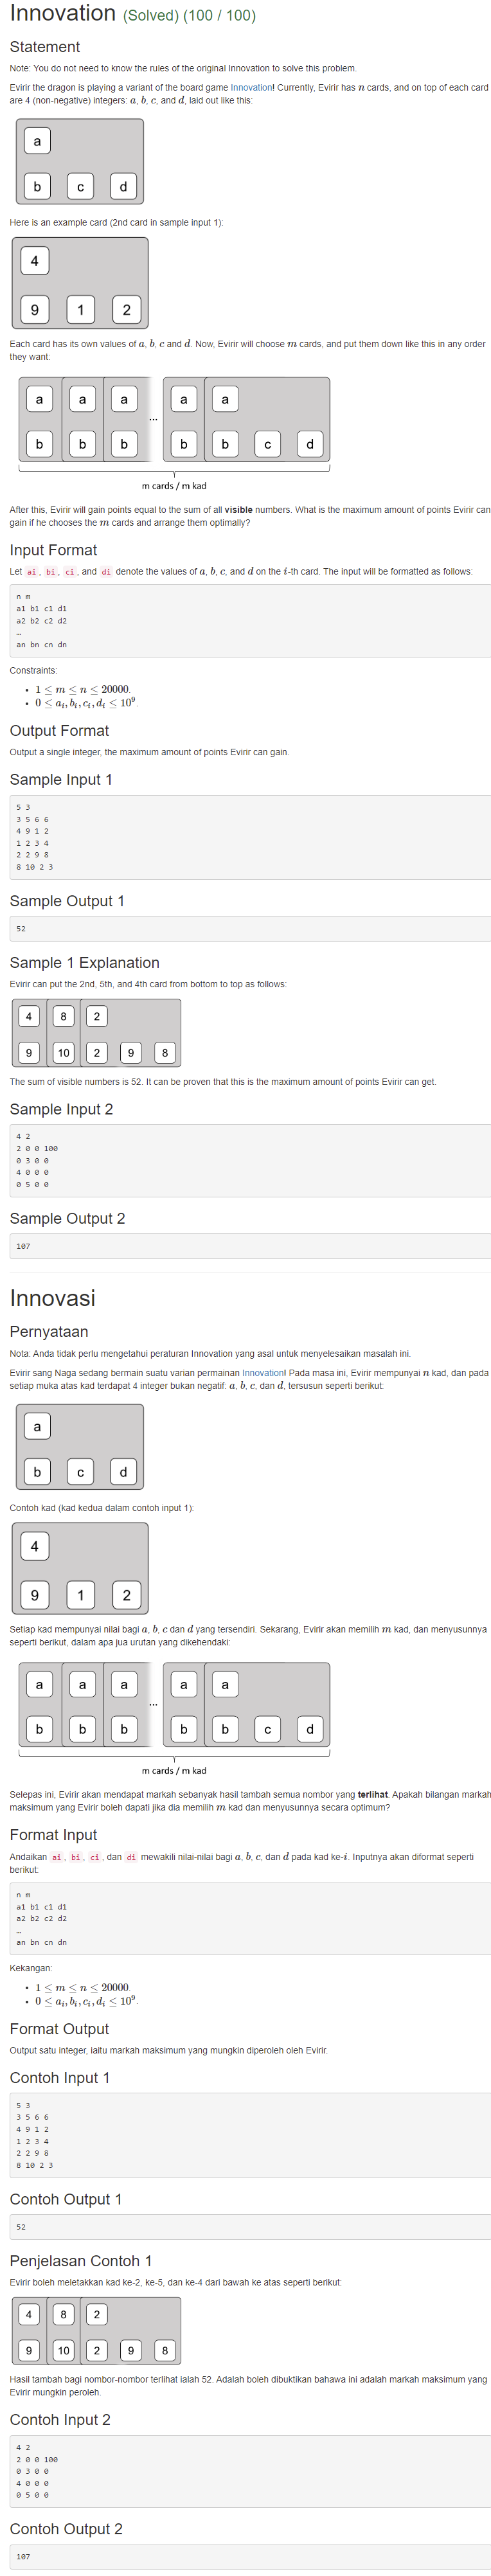 Innovation (Solved) (100 / 100)
Statement
Note: You do not need to know the rules of the original Innovation to solve this problem.
Evirir the dragon is playing a variant of the board game Innovation! Currently, Evirir has n cards, and on top of each card
are 4 (non-negative) integers: a, b, c, and d, laid out like this:
a
b c d
Here is an example card (2nd card in sample input 1):
4
9 1 2
Each card has its own values of a, b, c and d. Now, Evirir will choose m cards, and put them down like this in any order
they want:
a a a a a
...
b b b b b c d
m cards / m kad
After this, Evirir will gain points equal to the sum of all visible numbers. What is the maximum amount of points Evirir can
gain if he chooses the m cards and arrange them optimally?
Input Format
Let ai, bi, ci, and di denote the values of a, b, c, and d on the i-th card. The input will be formatted as follows:
n m
a1 b1 c1 d1
a2 b2 c2 d2
…
an bn cn dn
Constraints:
• 1 ≤ m ≤ n ≤ 20000.
• 0 ≤ ai, bi, ci, di ≤ 10^9.
Output Format
Output a single integer, the maximum amount of points Evirir can gain.
Sample Input 1
5 3
3 5 6 6
4 9 1 2
1 2 3 4
2 2 9 8
8 10 2 3
Sample Output 1
52
Sample 1 Explanation
Evirir can put the 2nd, 5th, and 4th card from bottom to top as follows:
4 8 2
9 10 2 9 8
The sum of visible numbers is 52. It can be proven that this is the maximum amount of points Evirir can get.
Sample Input 2
4 2
2 0 0 100
0 3 0 0
4 0 0 0
0 5 0 0
Sample Output 2
107
Innovasi
Pernyataan
Nota: Anda tidak perlu mengetahui peraturan Innovation yang asal untuk menyelesaikan masalah ini.
Evirir sang Naga sedang bermain suatu varian permainan Innovation! Pada masa ini, Evirir mempunyai n kad, dan pada
setiap muka atas kad terdapat 4 integer bukan negatif: a, b, c, dan d, tersusun seperti berikut:
a
b c d
Contoh kad (kad kedua dalam contoh input 1):
4
9 1 2
Setiap kad mempunyai nilai bagi a, b, c dan d yang tersendiri. Sekarang, Evirir akan memilih m kad, dan menyusunnya
seperti berikut, dalam apa jua urutan yang dikehendaki:
a a a a a
...
b b b b b c d
m cards / m kad
Selepas ini, Evirir akan mendapat markah sebanyak hasil tambah semua nombor yang terlihat. Apakah bilangan markah
maksimum yang Evirir boleh dapati jika dia memilih m kad dan menyusunnya secara optimum?
Format Input
Andaikan ai, bi, ci, dan di mewakili nilai-nilai bagi a, b, c, dan d pada kad ke-i. Inputnya akan diformat seperti
berikut:
n m
a1 b1 c1 d1
a2 b2 c2 d2
…
an bn cn dn
Kekangan:
• 1 ≤ m ≤ n ≤ 20000.
• 0 ≤ ai, bi, ci, di ≤ 10^9.
Format Output
Output satu integer, iaitu markah maksimum yang mungkin diperoleh oleh Evirir.
Contoh Input 1
5 3
3 5 6 6
4 9 1 2
1 2 3 4
2 2 9 8
8 10 2 3
Contoh Output 1
52
Penjelasan Contoh 1
Evirir boleh meletakkan kad ke-2, ke-5, dan ke-4 dari bawah ke atas seperti berikut:
4 8 2
9 10 2 9 8
Hasil tambah bagi nombor-nombor terlihat ialah 52. Adalah boleh dibuktikan bahawa ini adalah markah maksimum yang
Evirir mungkin peroleh.
Contoh Input 2
4 2
2 0 0 100
0 3 0 0
4 0 0 0
0 5 0 0
Contoh Output 2
107